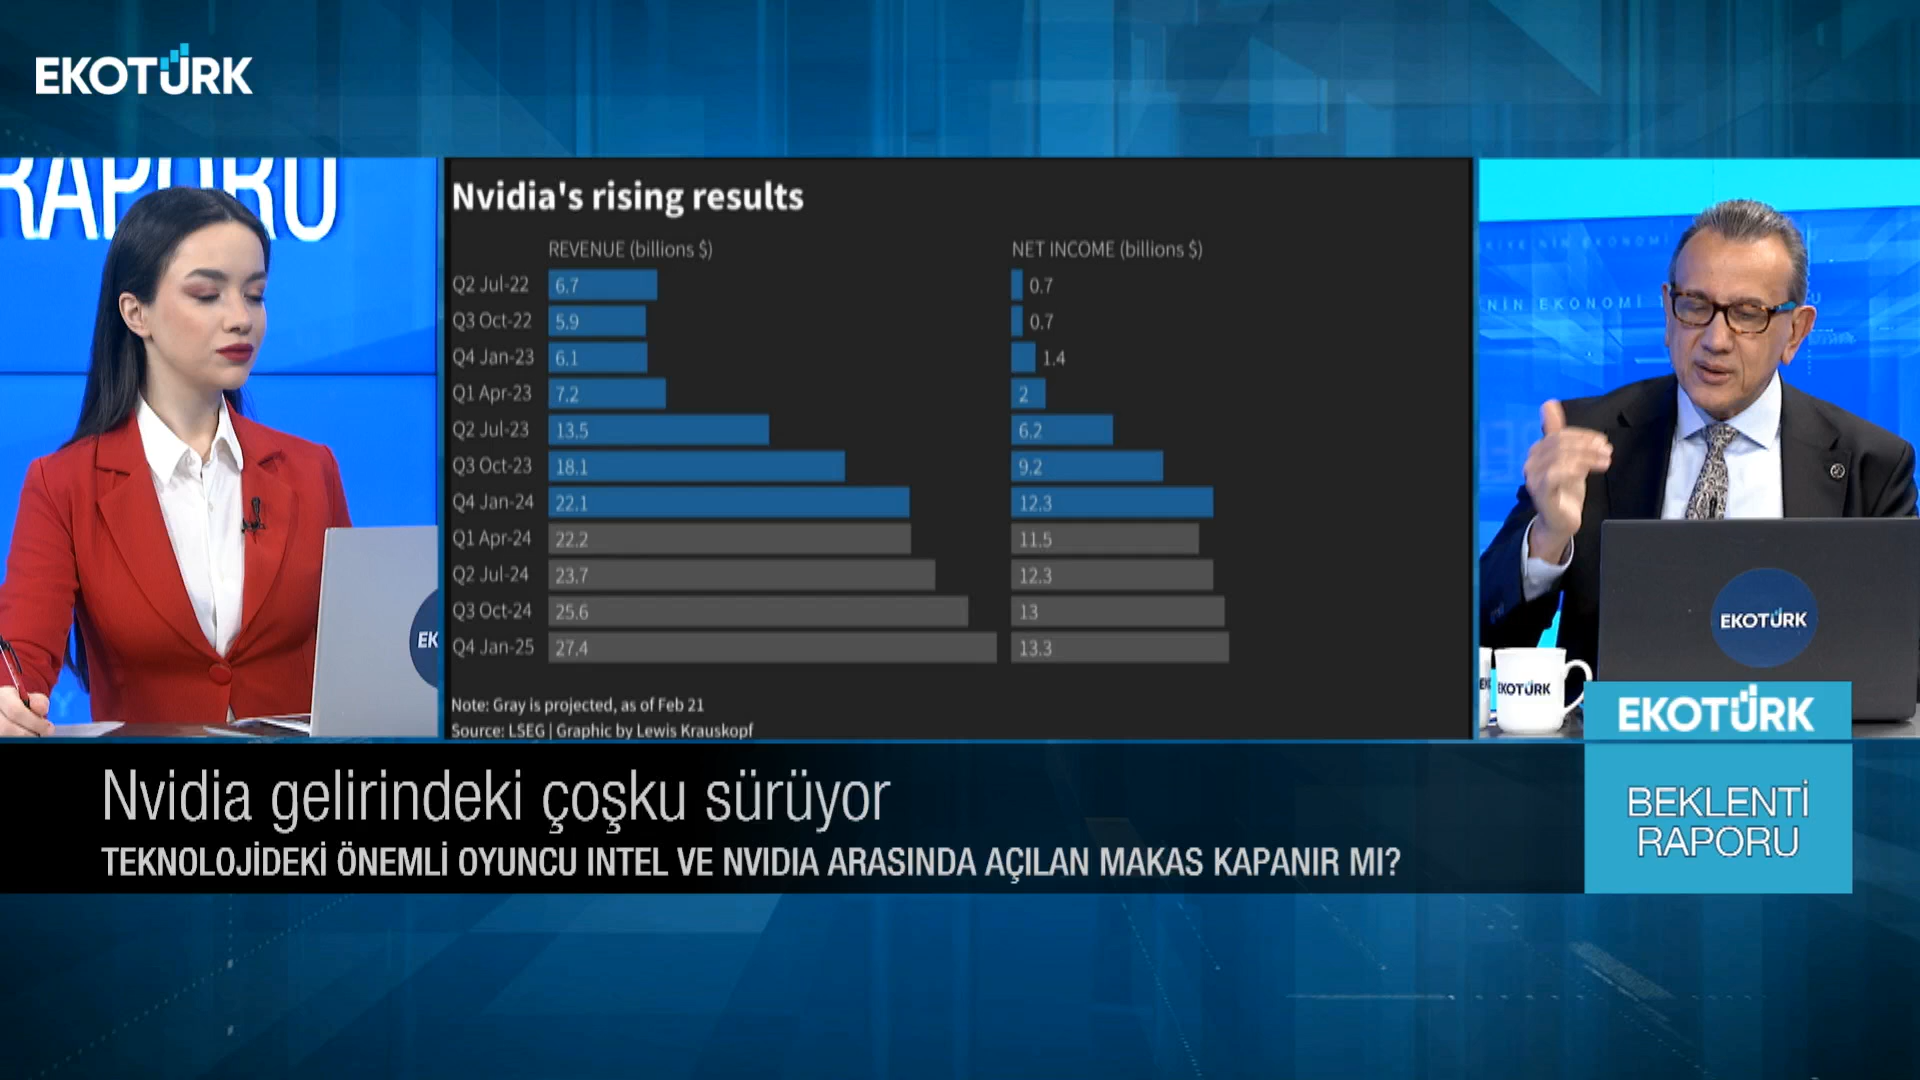 EKOTÜRK
RAPORU
Nvidia's rising results
REVENUE (billions $) NET INCOME (billions $)
Q2 Jul-22 6.7 0.7
Q3 Oct-22 5.9 0.7
Q4 Jan-23 6.1 1.4
Q1 Apr-23 7.2 2
Q2 Jul-23 13.5 6.2
Q3 Oct-23 18.1 9.2
Q4 Jan-24 22.1 12.3
Q1 Apr-24 22.2 11.5
Q2 Jul-24 23.7 12.3
Q3 Oct-24 25.6 13
Q4 Jan-25 27.4 13.3
Note: Gray is projected, as of Feb 21
Source: LSEG | Graphic by Lewis Krauskopf
EK
NİN EKONOMİ
EKOTÜRK
EKOTÜRK
EKOTÜRK
Nvidia gelirindeki çoşku sürüyor
TEKNOLOJİDEKİ ÖNEMLİ OYUNCU INTEL VE NVIDIA ARASINDA AÇILAN MAKAS KAPANIR MI?
BEKLENTİ
RAPORU